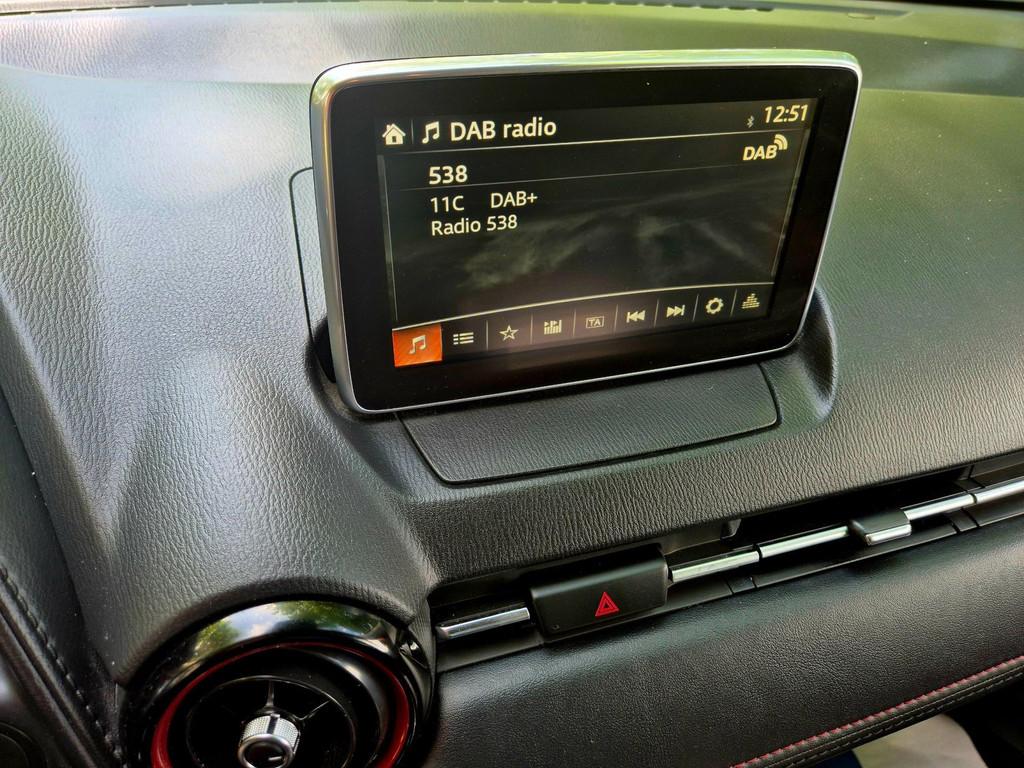 DAB radio
12:51
DAB
538
11C DAB+
Radio 538
TA